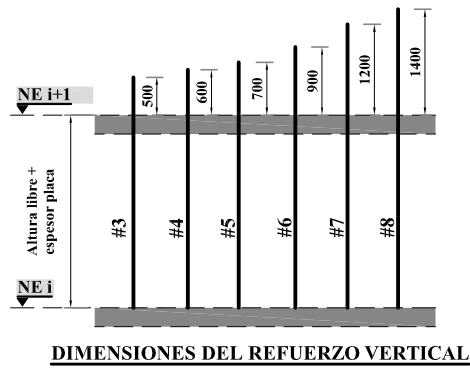 NE i+1
500
600
700
900
1200
1400
Altura libre +
espesor placa
#3
#4
#5
#6
#7
#8
NE i
DIMENSIONES DEL REFUERZO VERTICAL